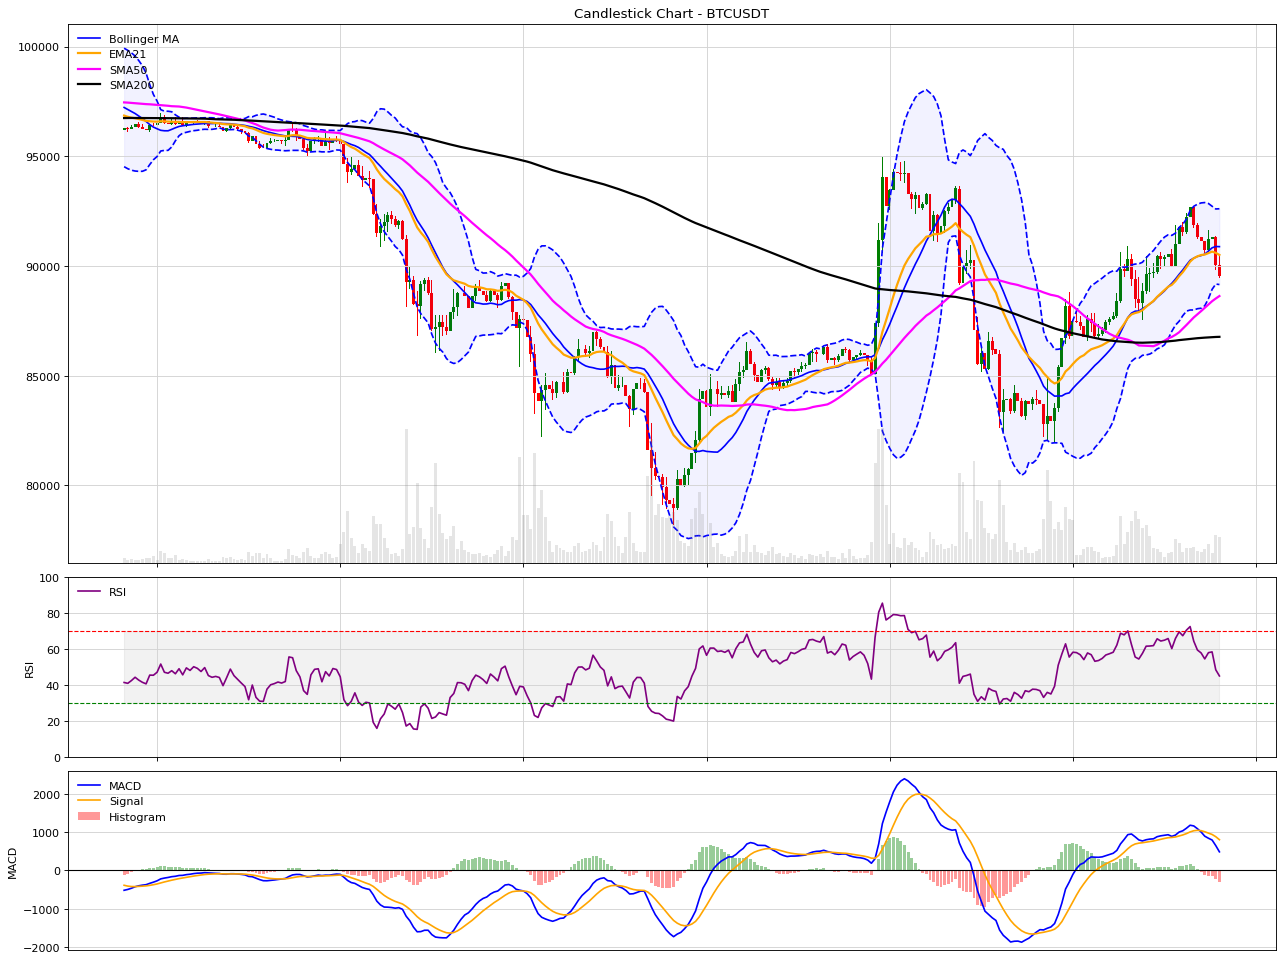 Candlestick Chart - BTCUSDT
Bollinger MA
EMA21
SMA50
SMA200
100000
95000
90000
85000
80000
RSI
100
80
60
40
20
0
RSI
MACD
Signal
Histogram
2000
1000
0
−1000
−2000
MACD